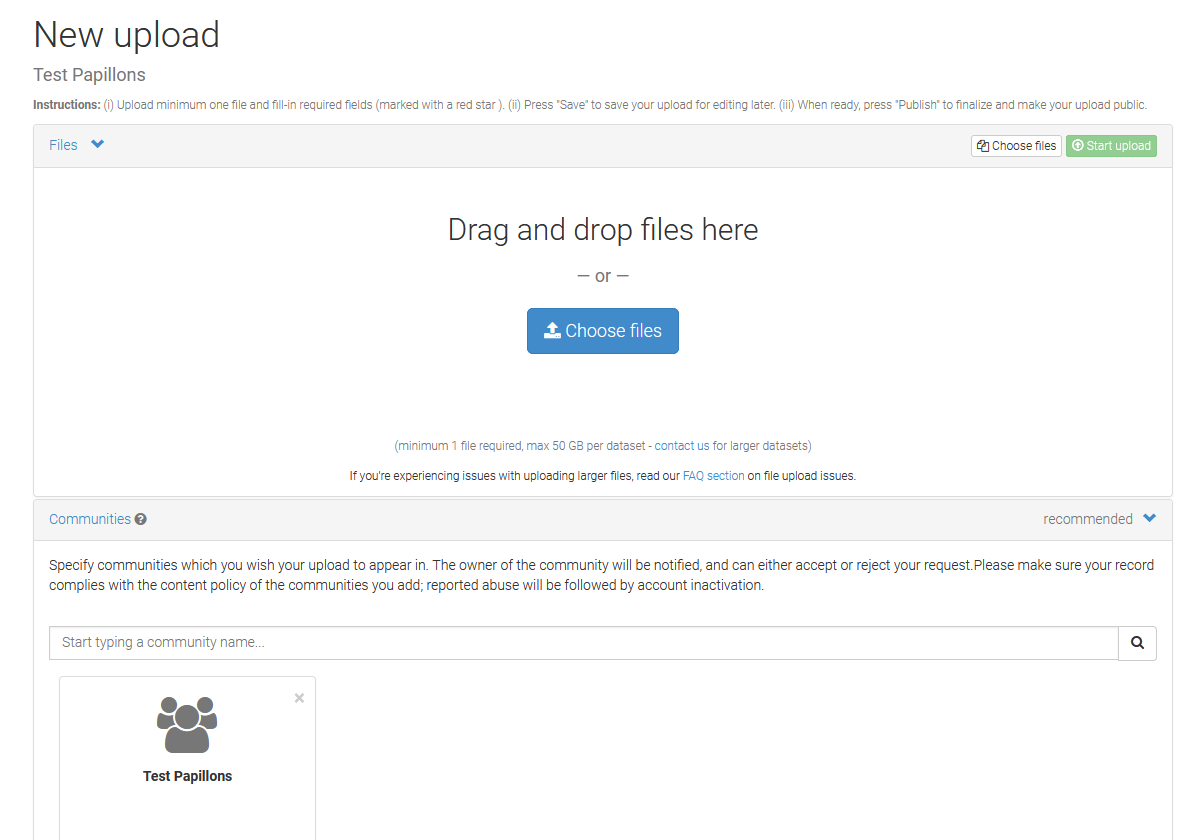 New upload
Test Papillons
Instructions: (i) Upload minimum one file and fill-in required fields (marked with a red star ). (ii) Press "Save" to save your upload for editing later. (iii) When ready, press "Publish" to finalize and make your upload public.
Files
Choose files
Start upload
Drag and drop files here
— or —
Choose files
(minimum 1 file required, max 50 GB per dataset - contact us for larger datasets)
If you're experiencing issues with uploading larger files, read our FAQ section on file upload issues.
Communities
recommended
Specify communities which you wish your upload to appear in. The owner of the community will be notified, and can either accept or reject your request.Please make sure your record
complies with the content policy of the communities you add; reported abuse will be followed by account inactivation.
Start typing a community name...
Test Papillons